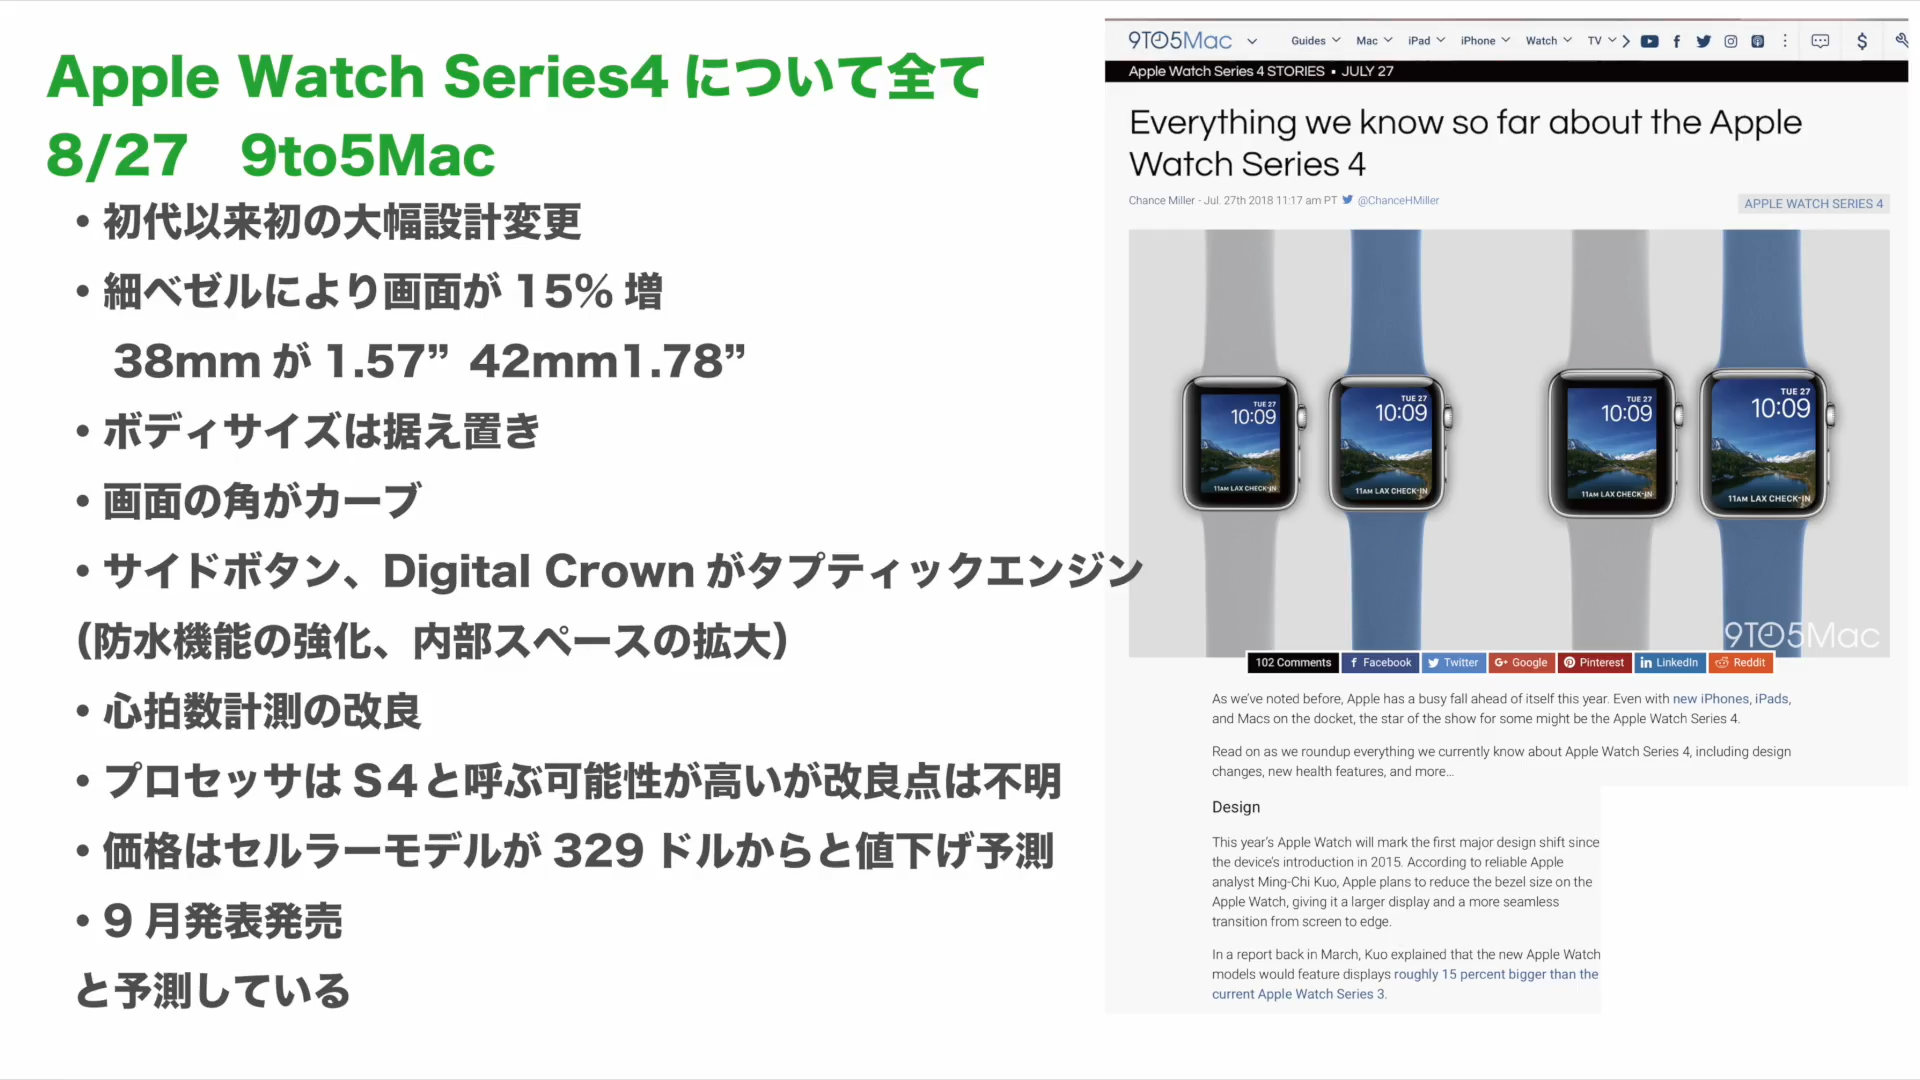 Apple Watch Series4 について全て
8/27 9to5Mac
・初代以来初の大幅設計変更
・細ベゼルにより画面が 15% 増
38mm が 1.57” 42mm1.78”
・ボディサイズは据え置き
・画面の角がカーブ
・サイドボタン、Digital Crown がタプティックエンジン
（防水機能の強化、内部スペースの拡大）
・心拍数計測の改良
・プロセッサは S４と呼ぶ可能性が高いが改良点は不明
・価格はセルラーモデルが 329 ドルからと値下げ予測
・9 月発表発売
と予測している
9TO5Mac Guides Mac iPad iPhone Watch TV
Apple Watch Series 4 STORIES ▪ JULY 27
Everything we know so far about the Apple
Watch Series 4
Chance Miller - Jul. 27th 2018 11:17 am PT @ChanceHMiller
APPLE WATCH SERIES 4
TUE 27
10:09
11AM LAX CHECK-IN
TUE 27
10:09
11AM LAX CHECK-IN
TUE 27
10:09
11AM LAX CHECK-IN
TUE 27
10:09
11AM LAX CHECK-IN
9TO5Mac
102 Comments Facebook Twitter Google Pinterest LinkedIn Reddit
As we’ve noted before, Apple has a busy fall ahead of itself this year. Even with new iPhones, iPads,
and Macs on the docket, the star of the show for some might be the Apple Watch Series 4.
Read on as we roundup everything we currently know about Apple Watch Series 4, including design
changes, new health features, and more…
Design
This year’s Apple Watch will mark the first major design shift since
the device’s introduction in 2015. According to reliable Apple
analyst Ming-Chi Kuo, Apple plans to reduce the bezel size on the
Apple Watch, giving it a larger display and a more seamless
transition from screen to edge.
In a report back in March, Kuo explained that the new Apple Watch
models would feature displays roughly 15 percent bigger than the
current Apple Watch Series 3.